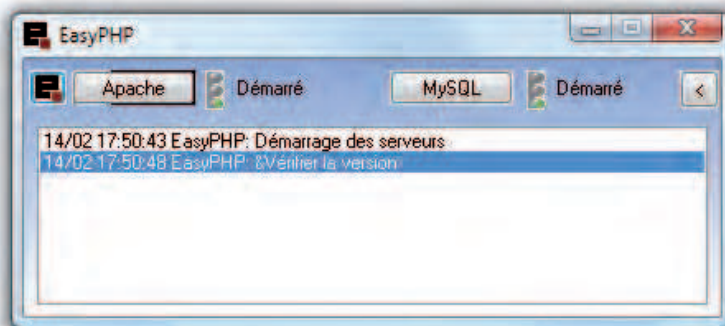 EasyPHP
Apache Démarré MySQL Démarré <
14/02 17:50:43 EasyPHP: Démarrage des serveurs
14/02 17:50:48 EasyPHP: &Vérifier la version